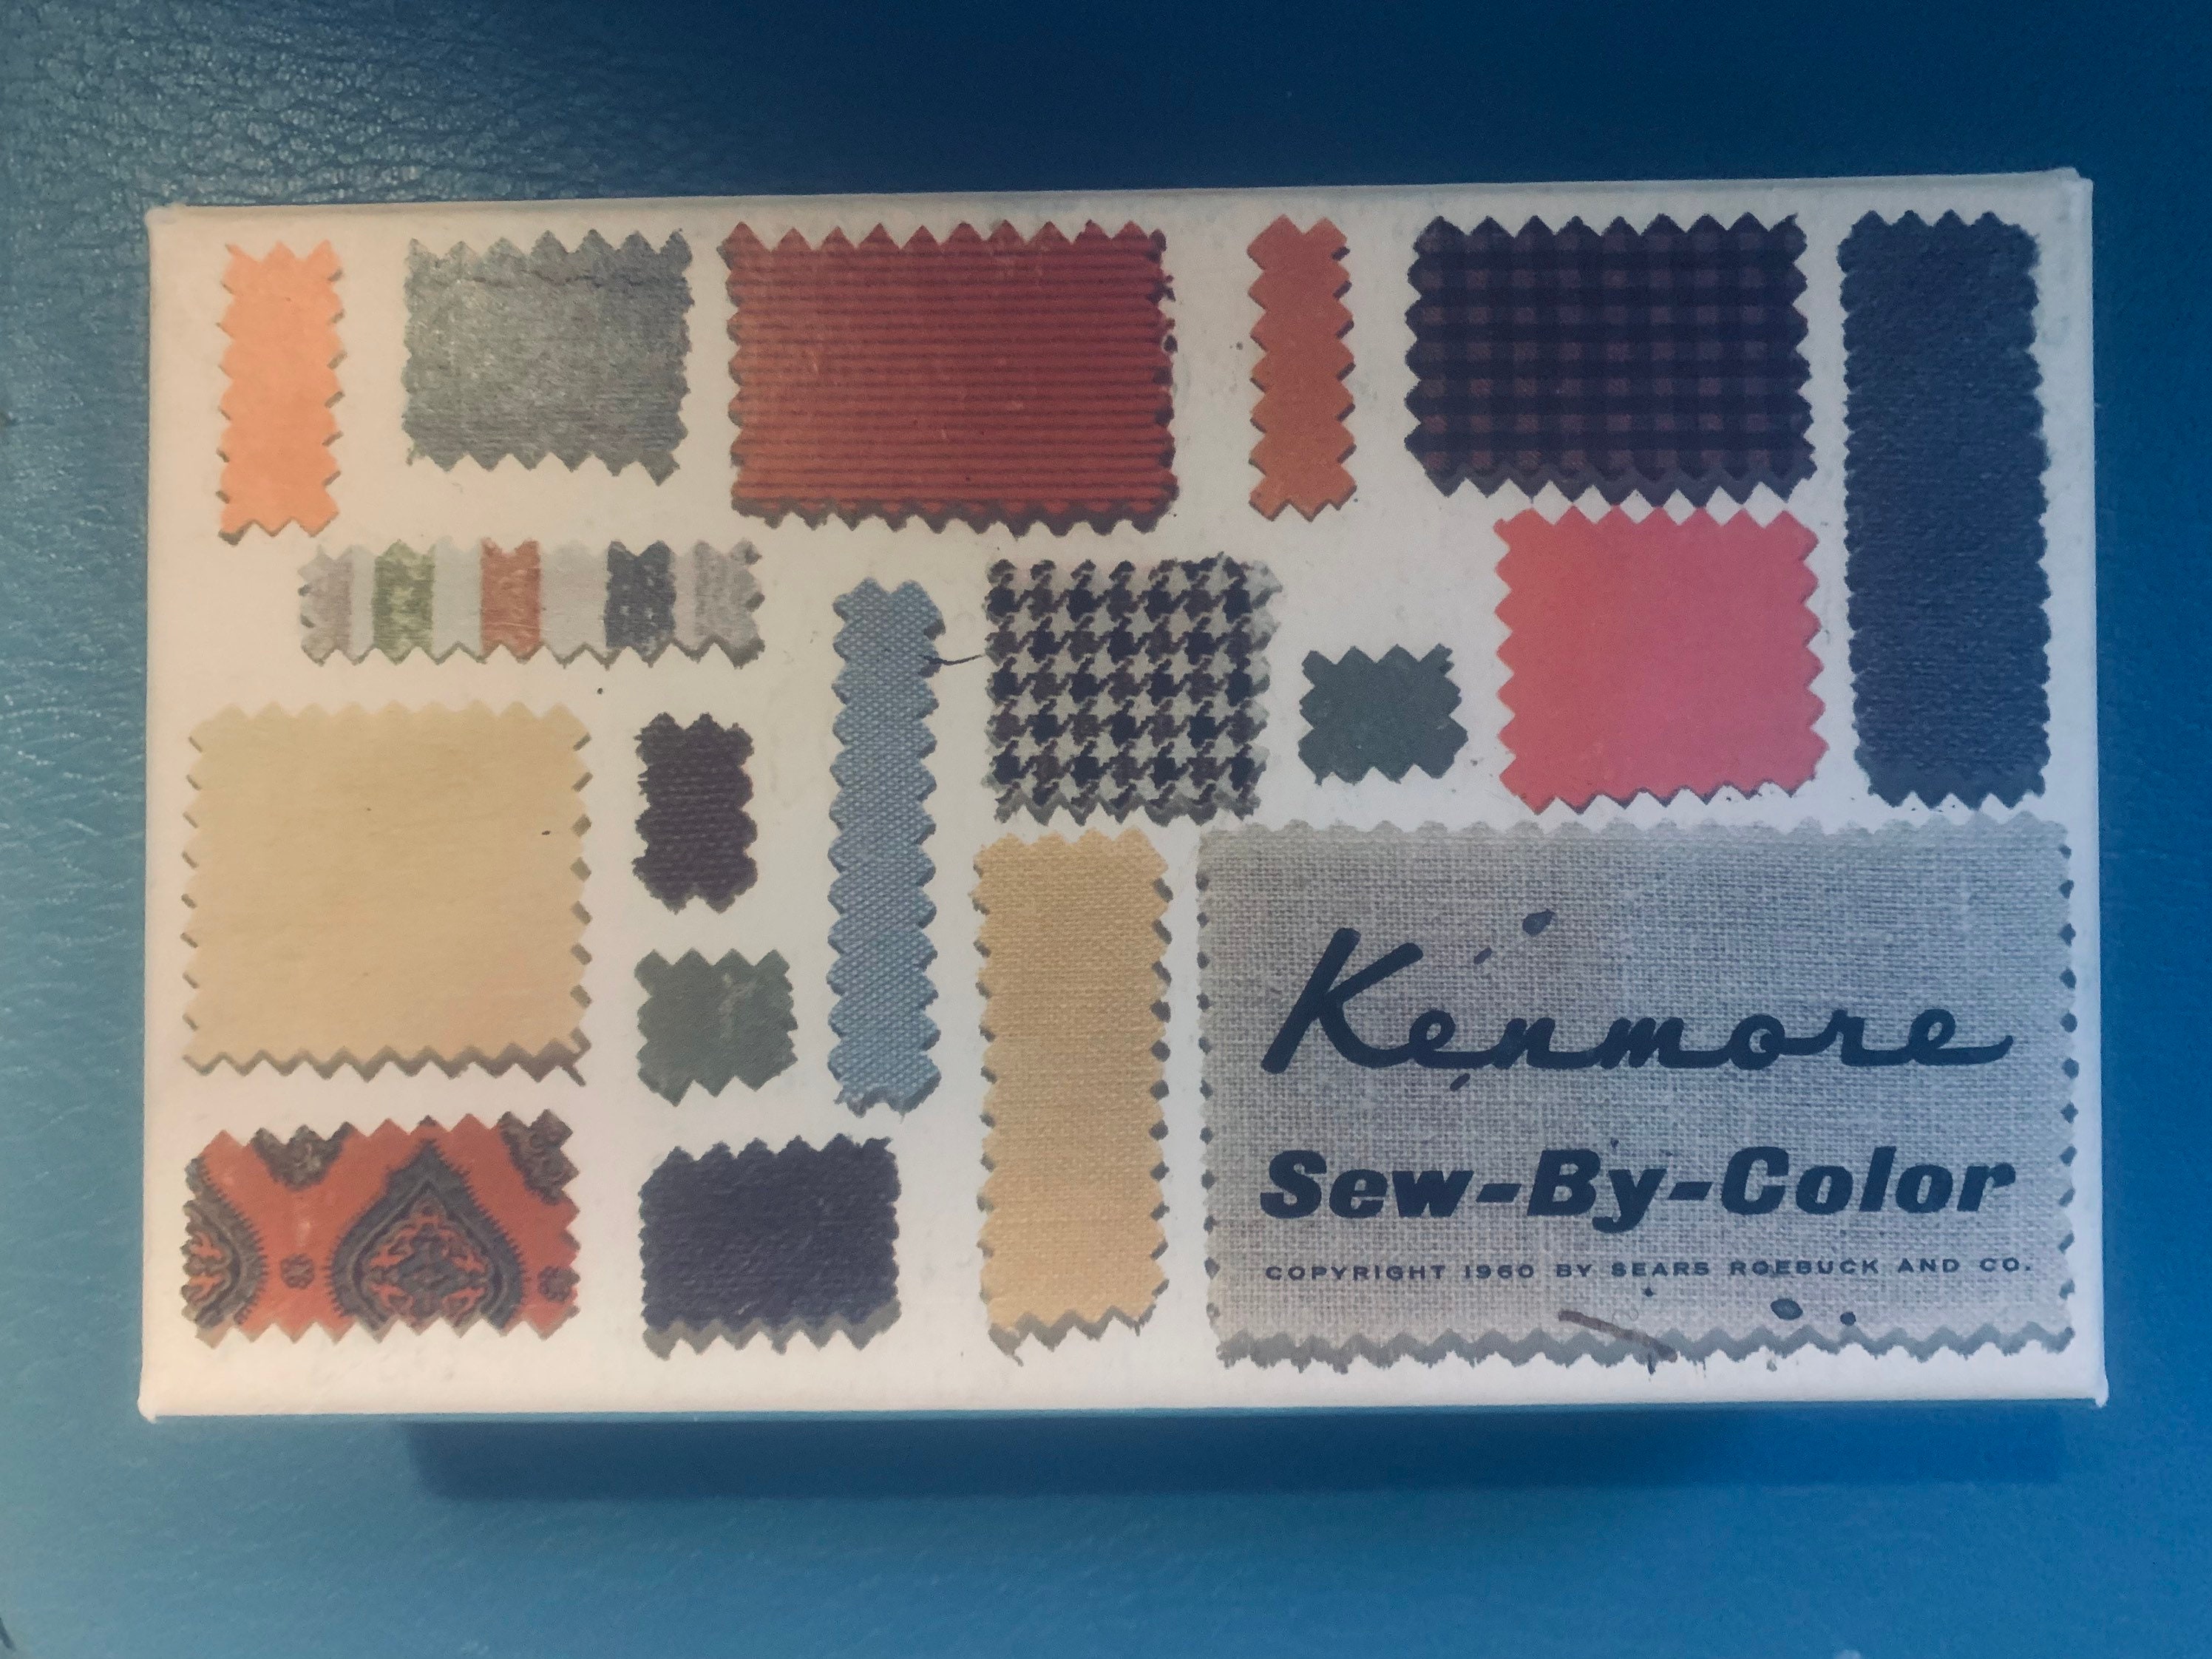 Kenmore
Sew-By-Color
COPYRIGHT 1960 BY SEARS ROEBUCK AND CO.